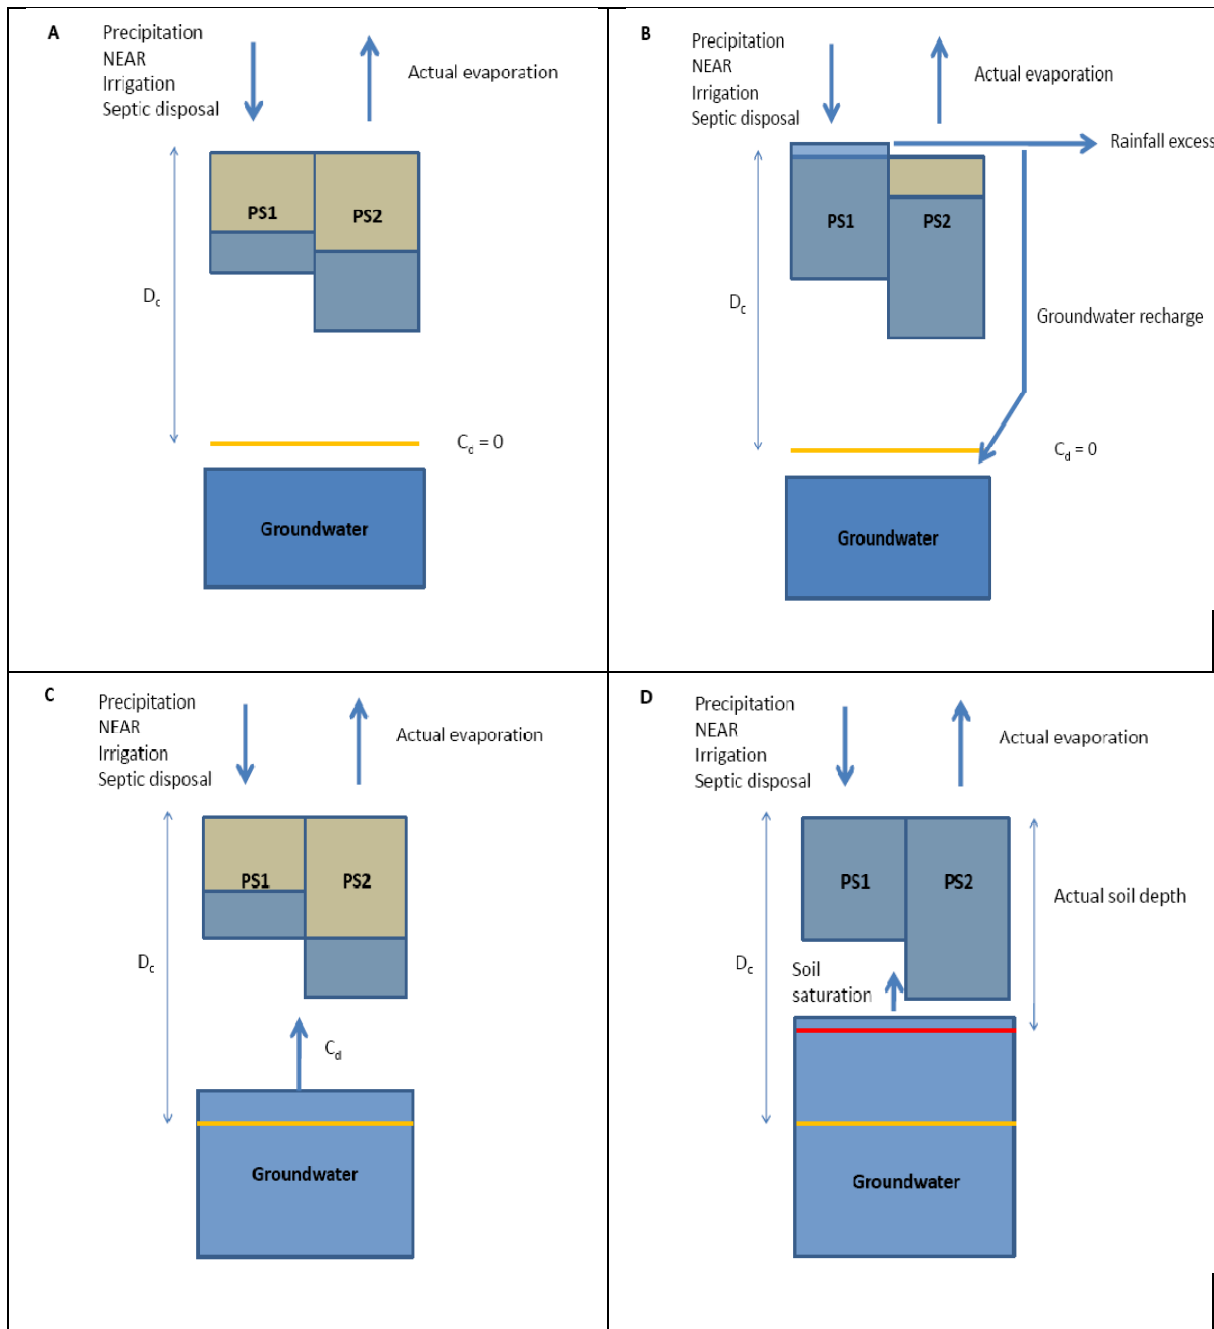 A
Precipitation
NEAR
Irrigation
Septic disposal
Actual evaporation
PS1
PS2
Dc
Cd = 0
Groundwater
B
Precipitation
NEAR
Irrigation
Septic disposal
Actual evaporation
Rainfall excess
PS1
PS2
Dc
Groundwater recharge
Cd = 0
Groundwater
C
Precipitation
NEAR
Irrigation
Septic disposal
Actual evaporation
PS1
PS2
Dc
Cd
Groundwater
D
Precipitation
NEAR
Irrigation
Septic disposal
Actual evaporation
PS1
PS2
Actual soil depth
Dc
Soil
saturation
Groundwater